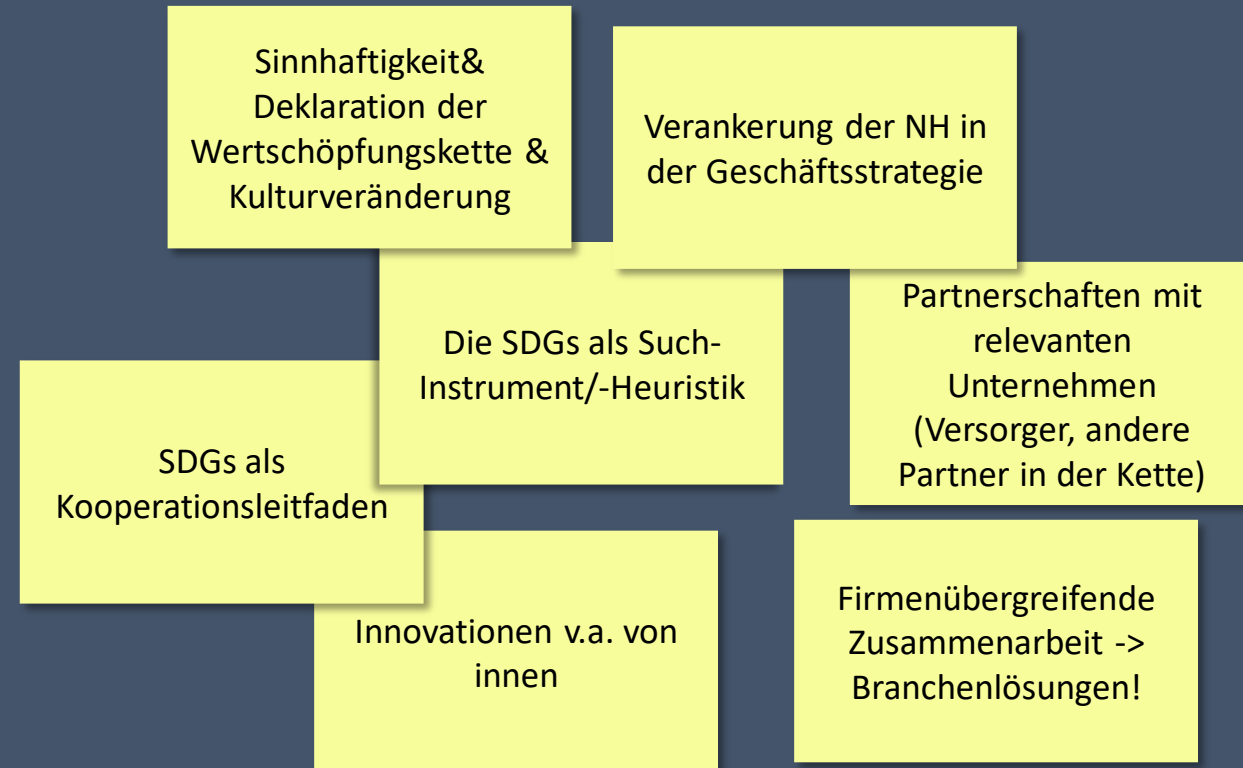 Sinnhaftigkeit&
Deklaration der
Wertschöpfungskette &
Kulturveränderung
Verankerung der NH in
der Geschäftsstrategie
Die SDGs als Such-
Instrument/-Heuristik
Partnerschaften mit
relevanten
Unternehmen
(Versorger, andere
Partner in der Kette)
SDGs als
Kooperationsleitfaden
Innovationen v.a. von
innen
Firmenübergreifende
Zusammenarbeit ->
Branchenlösungen!